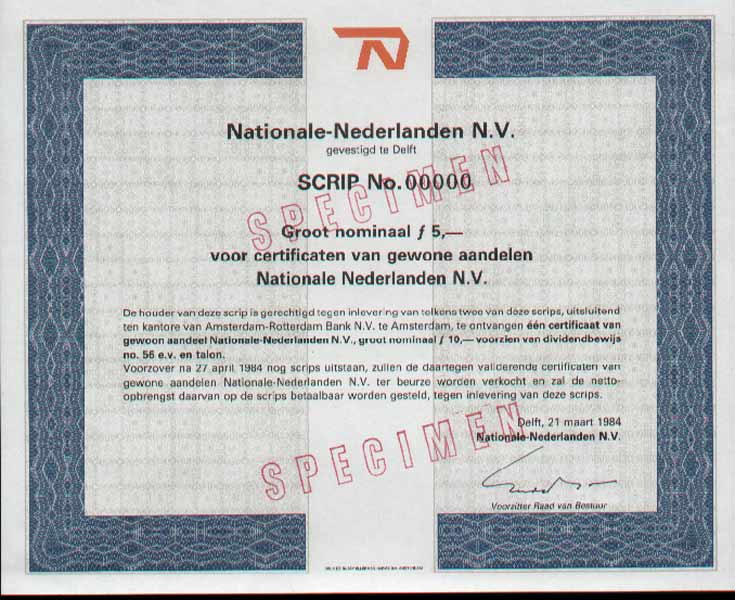 N
Nationale-Nederlanden N.V.
gevestigd te Delft
SCRIP No. 00000
SPECIMEN
Groot nominaal ƒ 5,—
voor certificaten van gewone aandelen
Nationale Nederlanden N.V.
De houder van deze scrip is gerechtigd tegen inlevering van telkens twee van deze scrips, uitsluitend
ten kantore van Amsterdam-Rotterdam Bank N.V. te Amsterdam, te ontvangen één certificaat van
gewoon aandeel Nationale-Nederlanden N.V., groot nominaal ƒ 10,— voorzien van dividendbewijs
no. 56 e.v. en talon.
Voorzover na 27 april 1984 nog scrips uitstaan, zullen de daartegen validerende certificaten van
gewone aandelen Nationale-Nederlanden N.V. ter beurze worden verkocht en zal de netto-
opbrengst daarvan op de scrips betaalbaar worden gesteld, tegen inlevering van deze scrips.
Delft, 21 maart 1984
Nationale-Nederlanden N.V.
SPECIMEN
Voorzitter Raad van Bestuur